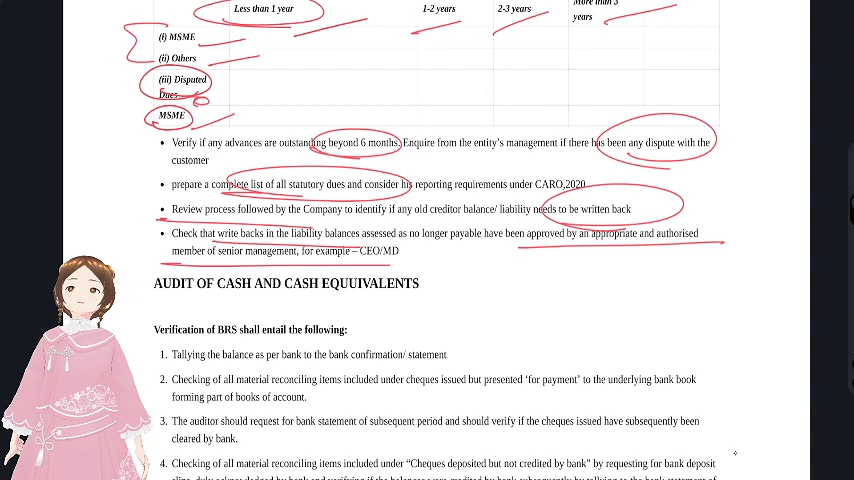 Less than 1 year 1-2 years 2-3 years More than 3
years
(i) MSME
(ii) Others
(iii) Disputed
Dues
MSME
• Verify if any advances are outstanding beyond 6 months. Enquire from the entity’s management if there has been any dispute with the
customer
• prepare a complete list of all statutory dues and consider his reporting requirements under CARO,2020
• Review process followed by the Company to identify if any old creditor balance/ liability needs to be written back
• Check that write backs in the liability balances assessed as no longer payable have been approved by an appropriate and authorised
member of senior management, for example – CEO/MD
AUDIT OF CASH AND CASH EQUUIVALENTS
Verification of BRS shall entail the following:
1. Tallying the balance as per bank to the bank confirmation/ statement
2. Checking of all material reconciling items included under cheques issued but presented ‘for payment’ to the underlying bank book
forming part of books of account.
3. The auditor should request for bank statement of subsequent period and should verify if the cheques issued have subsequently been
cleared by bank.
4. Checking of all material reconciling items included under “Cheques deposited but not credited by bank” by requesting for bank deposit